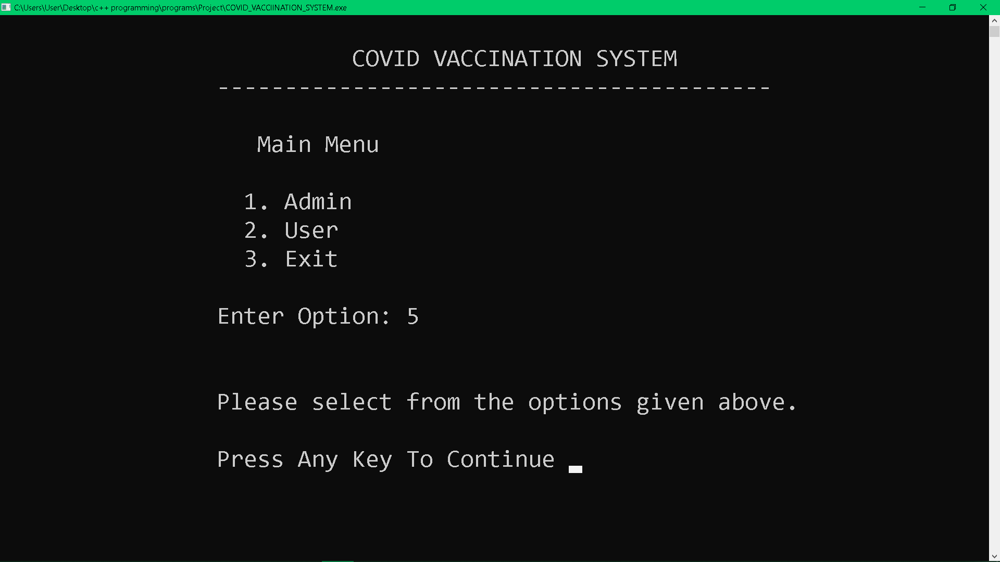 C:\Users\User\Desktop\c++ programming\programs\Project\COVID_VACCIINATION_SYSTEM.exe
COVID VACCINATION SYSTEM
-----------------------------------------
Main Menu
1. Admin
2. User
3. Exit
Enter Option: 5
Please select from the options given above.
Press Any Key To Continue